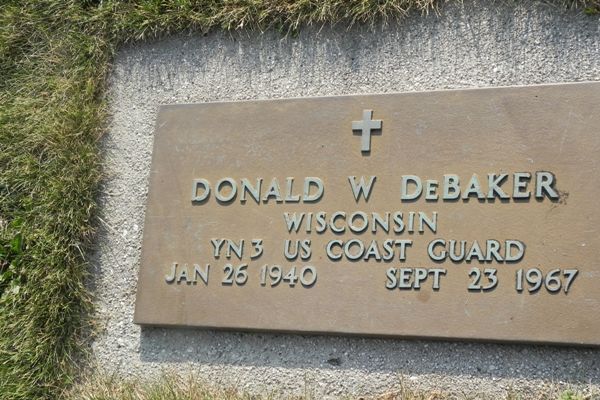 DONALD W DEBAKER
WISCONSIN
YN3 US COAST GUARD
JAN 26 1940 SEPT 23 1967